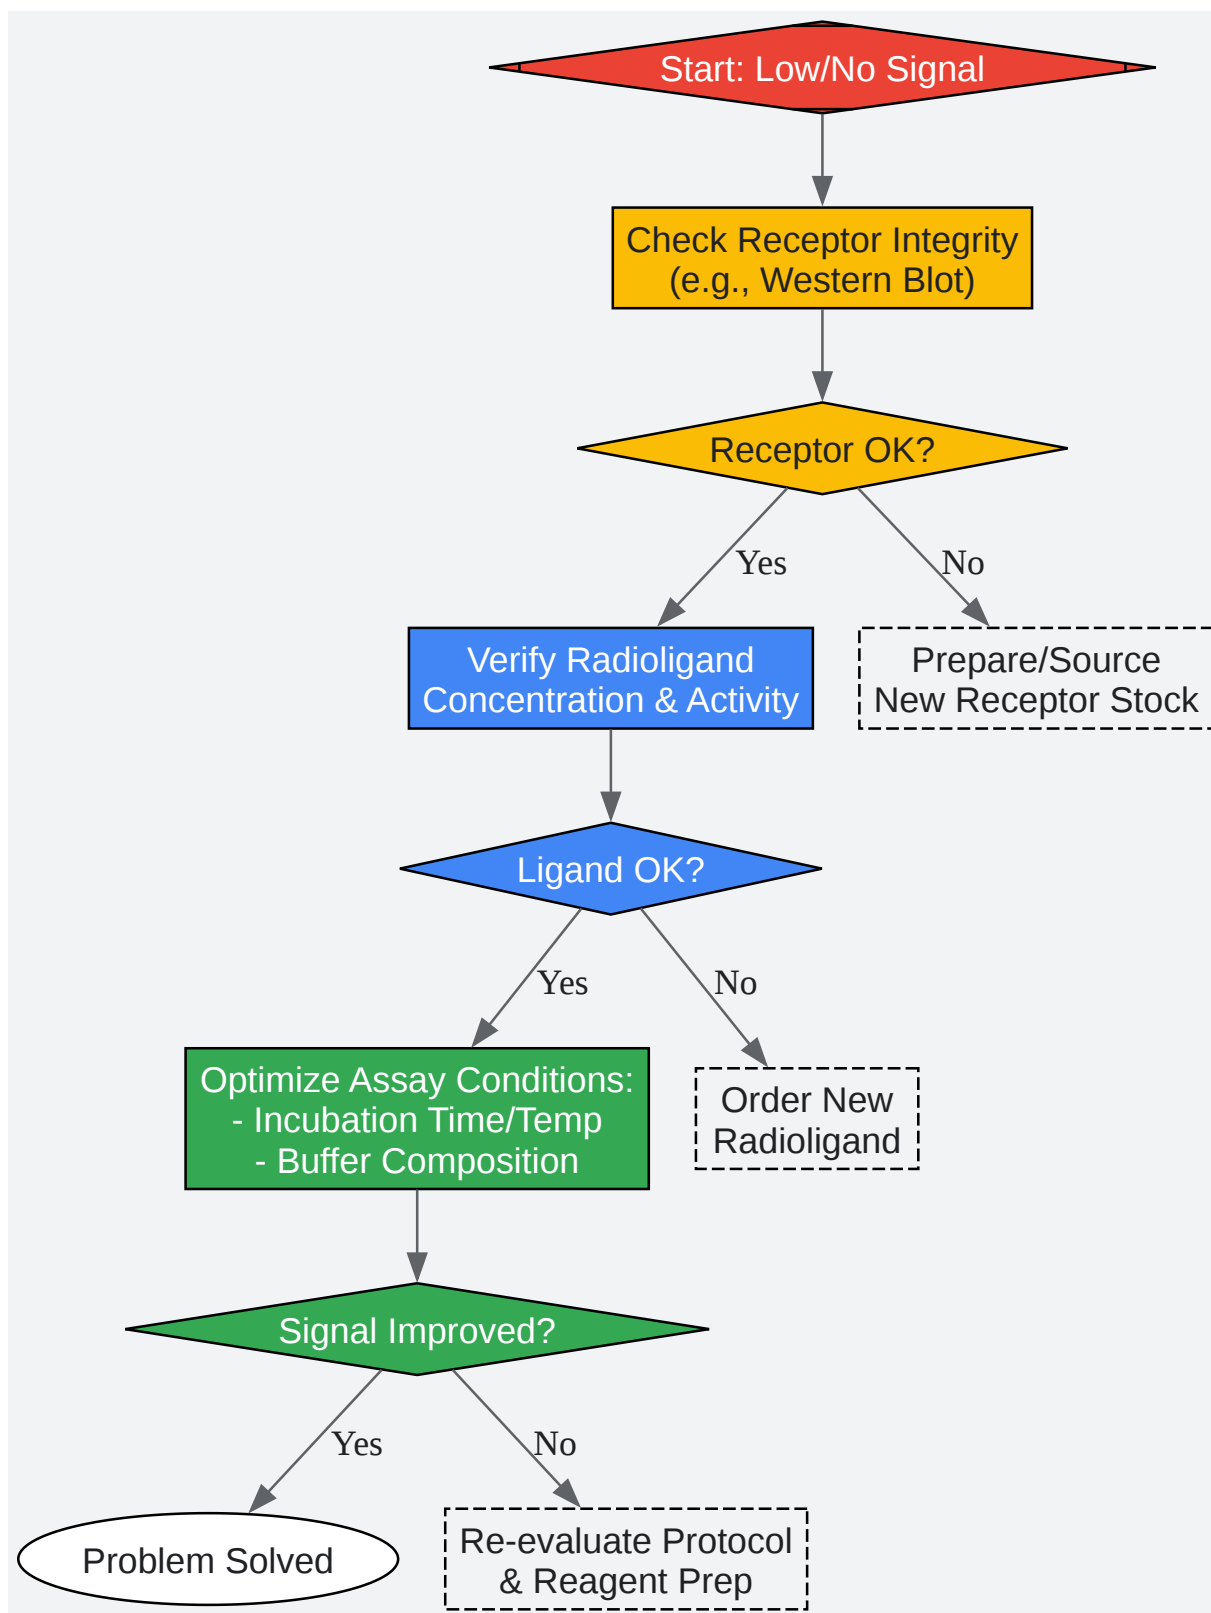 Start: Low/No Signal
Check Receptor Integrity
(e.g., Western Blot)
Receptor OK?
Yes
No
Verify Radioligand
Concentration & Activity
Prepare/Source
New Receptor Stock
Ligand OK?
Yes
No
Optimize Assay Conditions:
- Incubation Time/Temp
- Buffer Composition
Order New
Radioligand
Signal Improved?
Yes
No
Problem Solved
Re-evaluate Protocol
& Reagent Prep